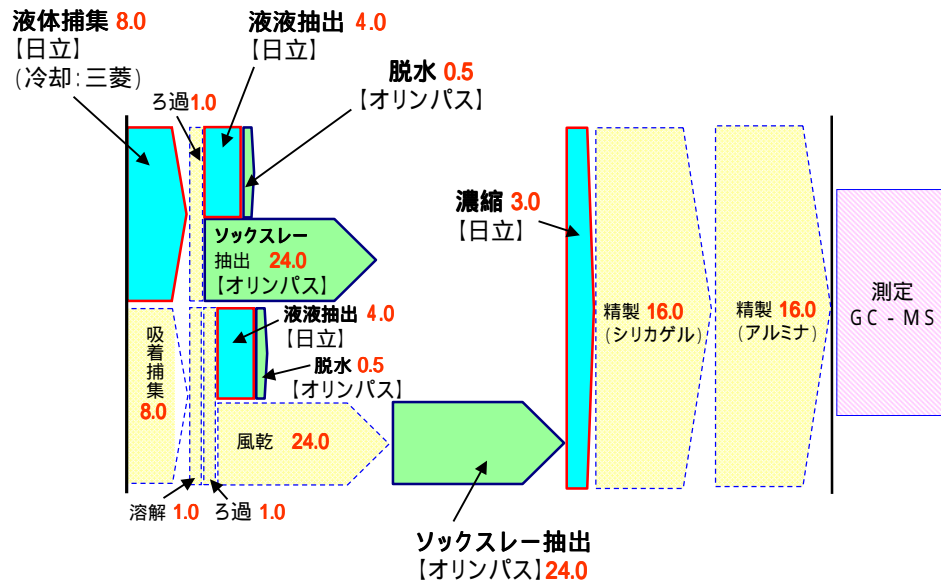 液体捕集 8.0
【日立】
(冷却:三菱)
液液抽出 4.0
【日立】
脱水 0.5
【オリンパス】
ろ過1.0
ソックスレー
抽出 24.0
【オリンパス】
濃縮 3.0
【日立】
吸着捕集
8.0
液液抽出 4.0
【日立】
脱水 0.5
【オリンパス】
風乾 24.0
溶解 1.0
ろ過 1.0
ソックスレー抽出
【オリンパス】24.0
精製 16.0
(シリカゲル)
精製 16.0
(アルミナ)
測定
GC-MS